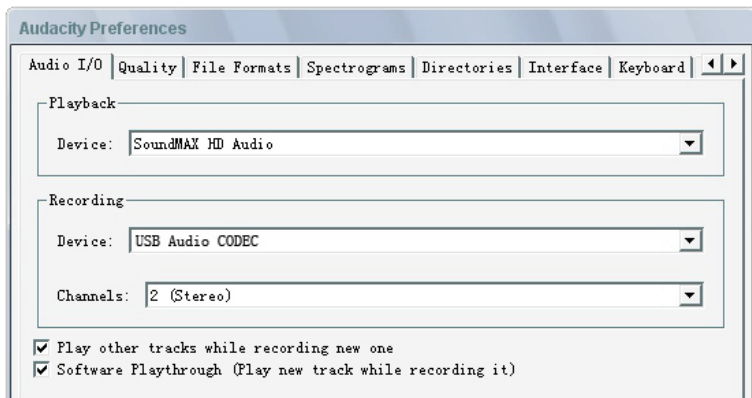 Audacity Preferences
Audio I/O Quality File Formats Spectrograms Directories Interface Keyboard
Playback
Device: SoundMAX HD Audio
Recording
Device: USB Audio CODEC
Channels: 2 (Stereo)
Play other tracks while recording new one
Software Playthrough (Play new track while recording it)